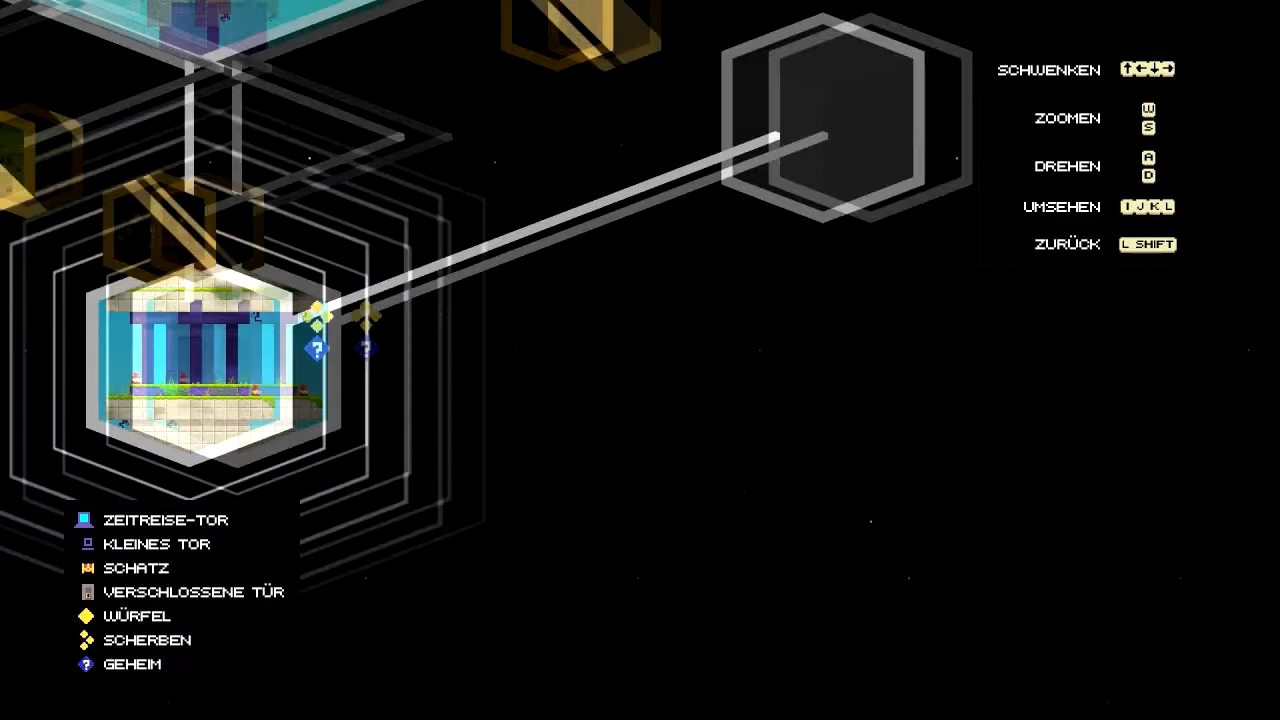 SCHWENKEN ↑←↓→
ZOOMEN W
S
DREHEN A
D
UMSEHEN I J K L
ZURÜCK L SHIFT
?
ZEITREISE-TOR
KLEINES TOR
SCHATZ
VERSCHLOSSENE TÜR
WÜRFEL
SCHERBEN
? GEHEIM